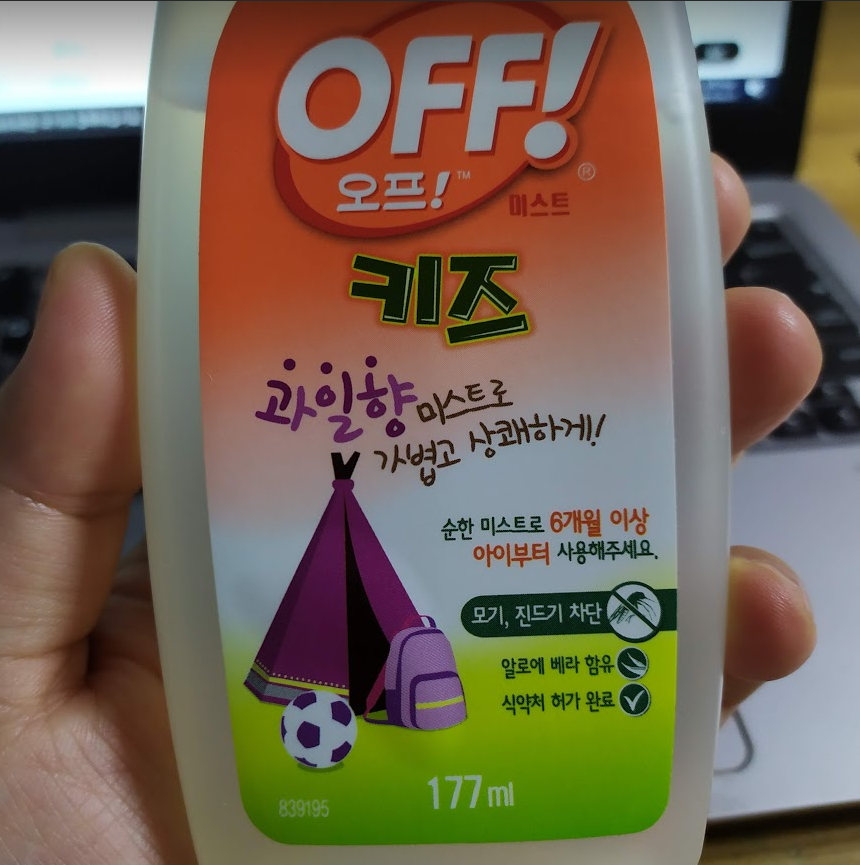 OFF!
오프!™
미스트
®
키즈
과일향 미스트로
가볍고 상쾌하게!
순한 미스트로 6개월 이상
아이부터 사용해주세요.
모기, 진드기 차단
알로에 베라 함유
식약처 허가 완료
177ml
839195